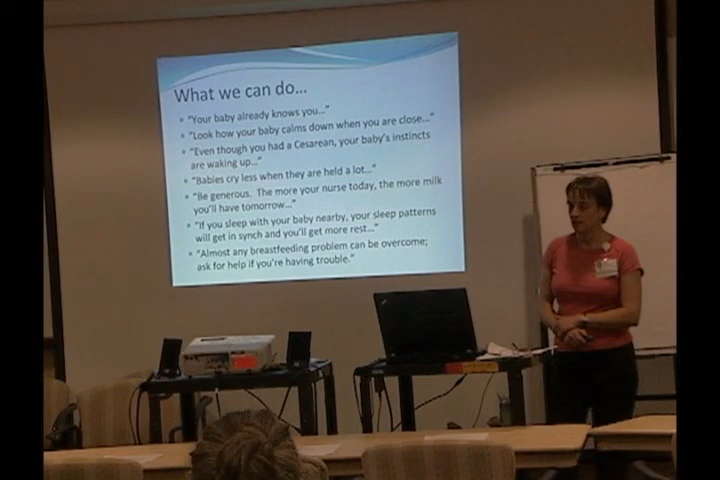 What we can do...
• "Your baby already knows you..."
• "Look how your baby calms down when you are close..."
• "Even though you had a Cesarean, your baby's instincts
are waking up..."
• "Babies cry less when they are held a lot..."
• "Be generous. The more your nurse today, the more milk
you'll have tomorrow..."
• "If you sleep with your baby nearby, your sleep patterns
will get in synch and you'll get more rest..."
• "Almost any breastfeeding problem can be overcome;
ask for help if you're having trouble."